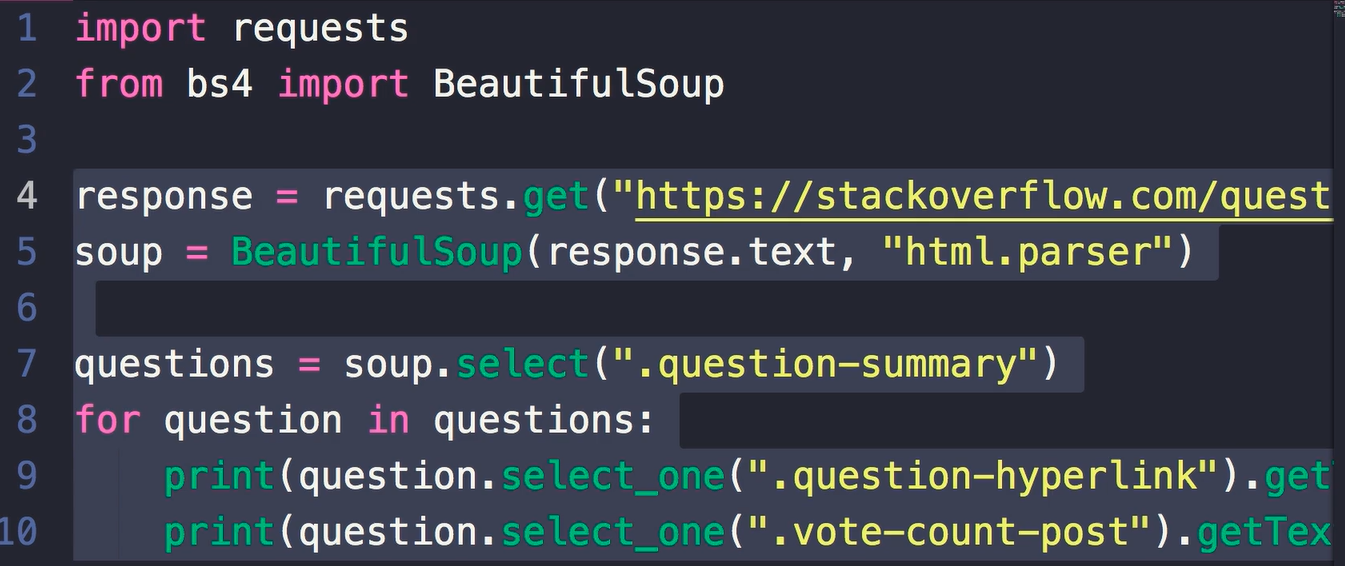 1 import requests
2 from bs4 import BeautifulSoup
3
4 response = requests.get("https://stackoverflow.com/quest
5 soup = BeautifulSoup(response.text, "html.parser")
6
7 questions = soup.select(".question-summary")
8 for question in questions:
9 print(question.select_one(".question-hyperlink").get
10 print(question.select_one(".vote-count-post").getTex